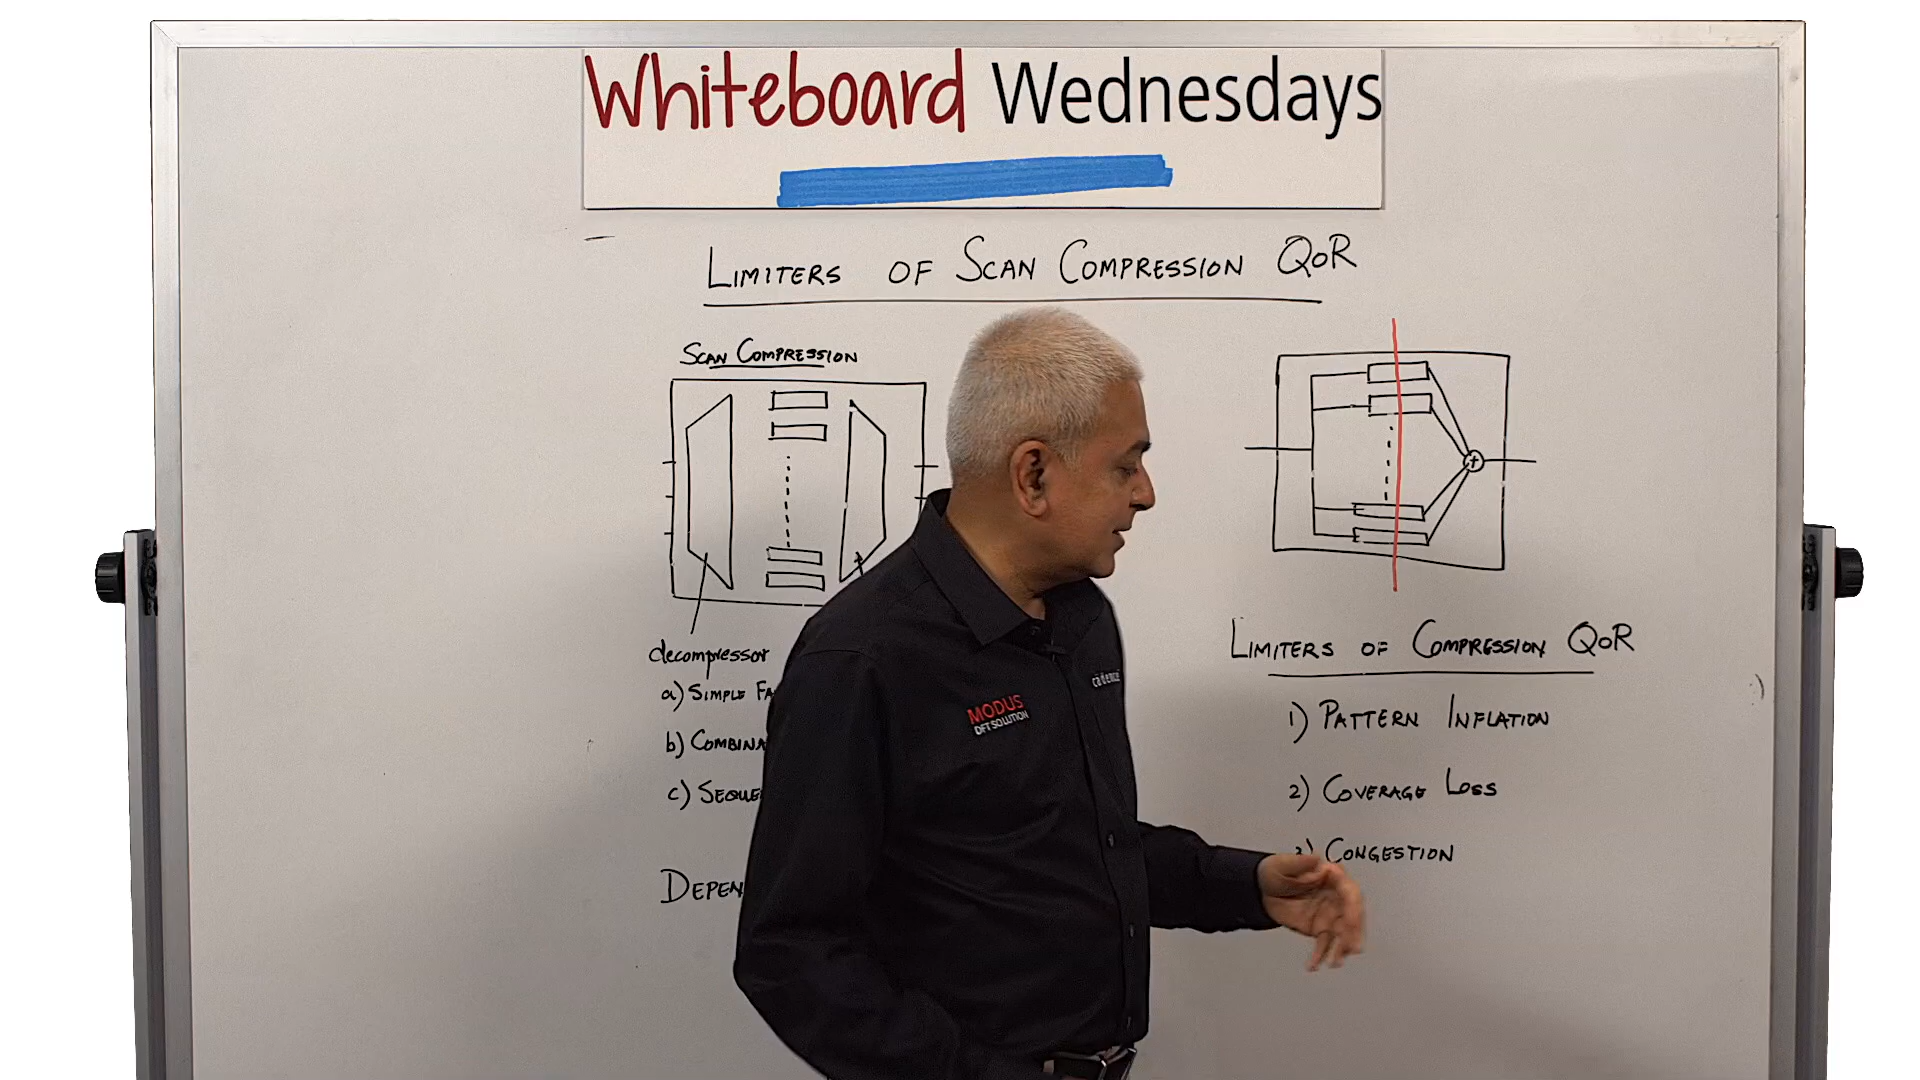 Whiteboard Wednesdays
LIMITERS OF SCAN COMPRESSION QoR
SCAN COMPRESSION
decompressor
a) SIMPLE FA
b) COMBINA
c) SEQUE
DEPEN
MODUS
DFT SOLUTION
cadence
+
LIMITERS OF COMPRESSION QoR
1) PATTERN INFLATION
2) COVERAGE LOSS
3) CONGESTION